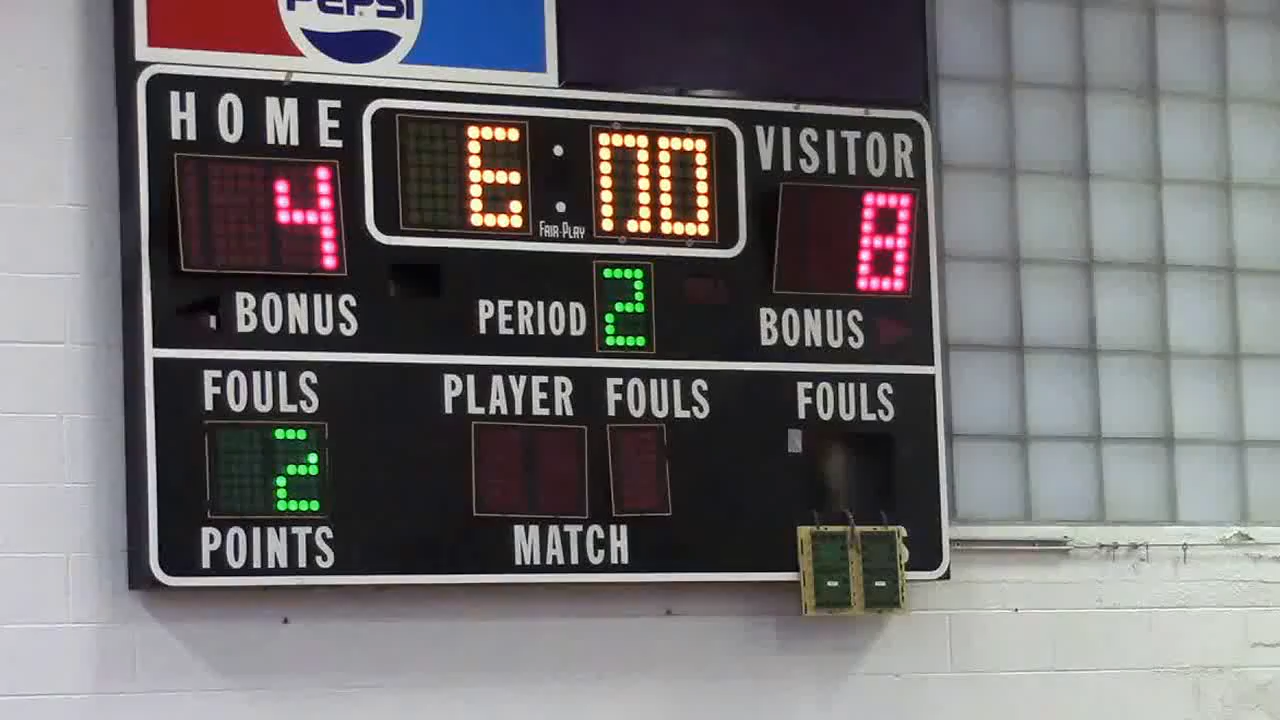 PEPSI
HOME
6:00
VISITOR
4
8
FAIR-PLAY
BONUS
PERIOD 2
BONUS
FOULS
PLAYER FOULS
FOULS
2
POINTS
MATCH
S